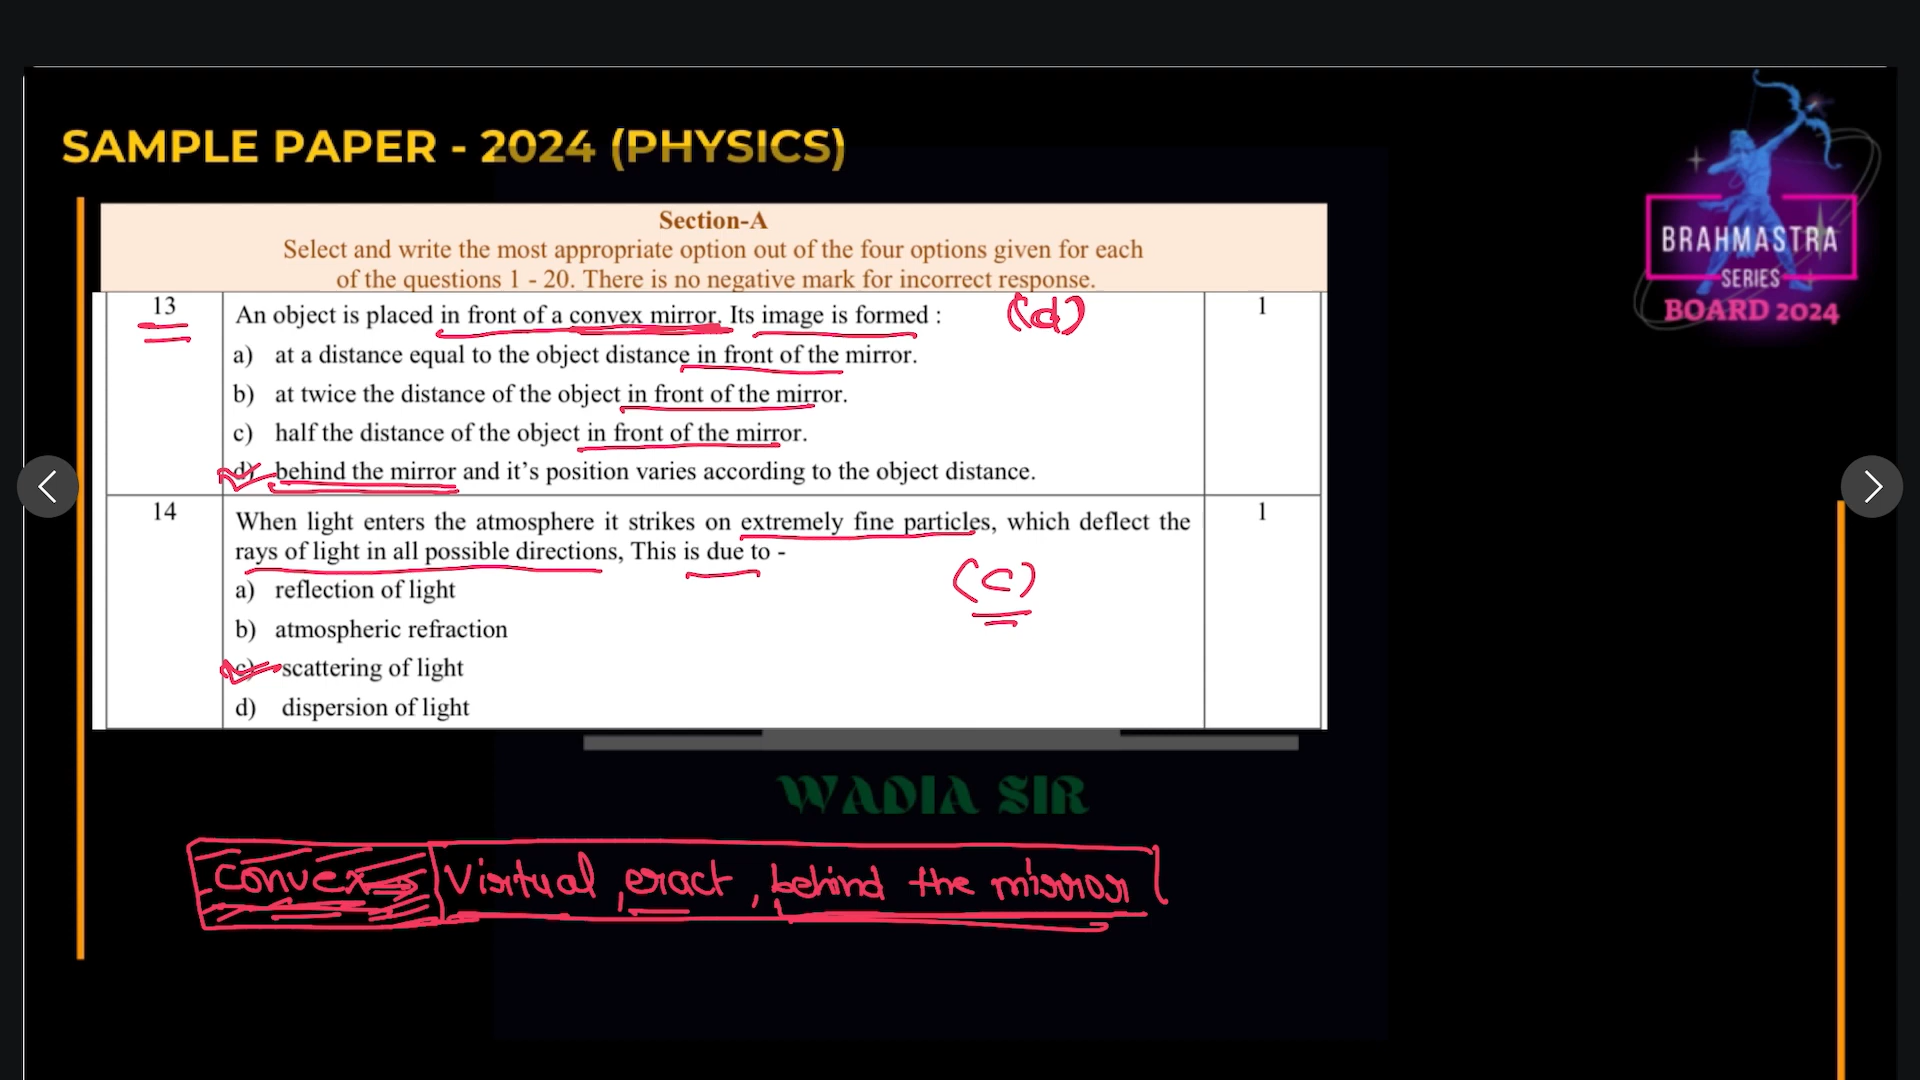 SAMPLE PAPER - 2024 (PHYSICS)
BRAHMASTRA
SERIES
BOARD 2024
Section-A
Select and write the most appropriate option out of the four options given for each
of the questions 1 - 20. There is no negative mark for incorrect response.
13 An object is placed in front of a convex mirror. Its image is formed : (d) 1
a) at a distance equal to the object distance in front of the mirror.
b) at twice the distance of the object in front of the mirror.
c) half the distance of the object in front of the mirror.
d) behind the mirror and it’s position varies according to the object distance.
14 When light enters the atmosphere it strikes on extremely fine particles, which deflect the 1
rays of light in all possible directions, This is due to -
a) reflection of light (c)
b) atmospheric refraction
c) scattering of light
d) dispersion of light
WADIA SIR
Convex → Virtual, eract, behind the mirror